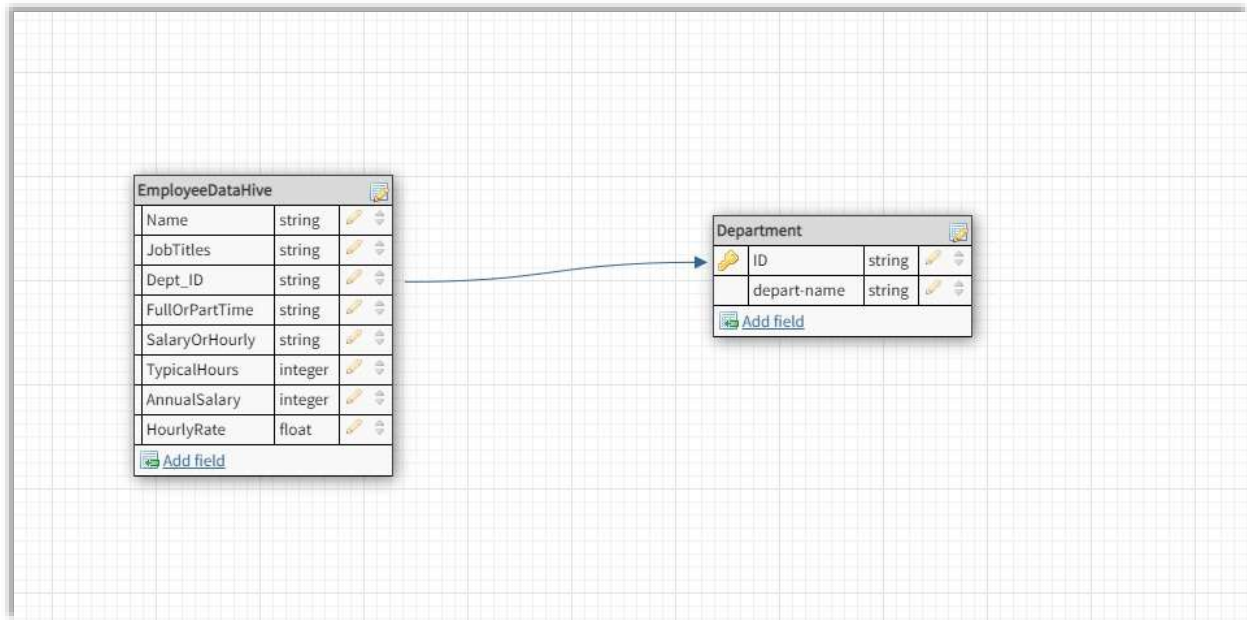 EmployeeDataHive
Name string
JobTitles string
Dept_ID string
FullOrPartTime string
SalaryOrHourly string
TypicalHours integer
AnnualSalary integer
HourlyRate float
Add field
Department
ID string
depart-name string
Add field